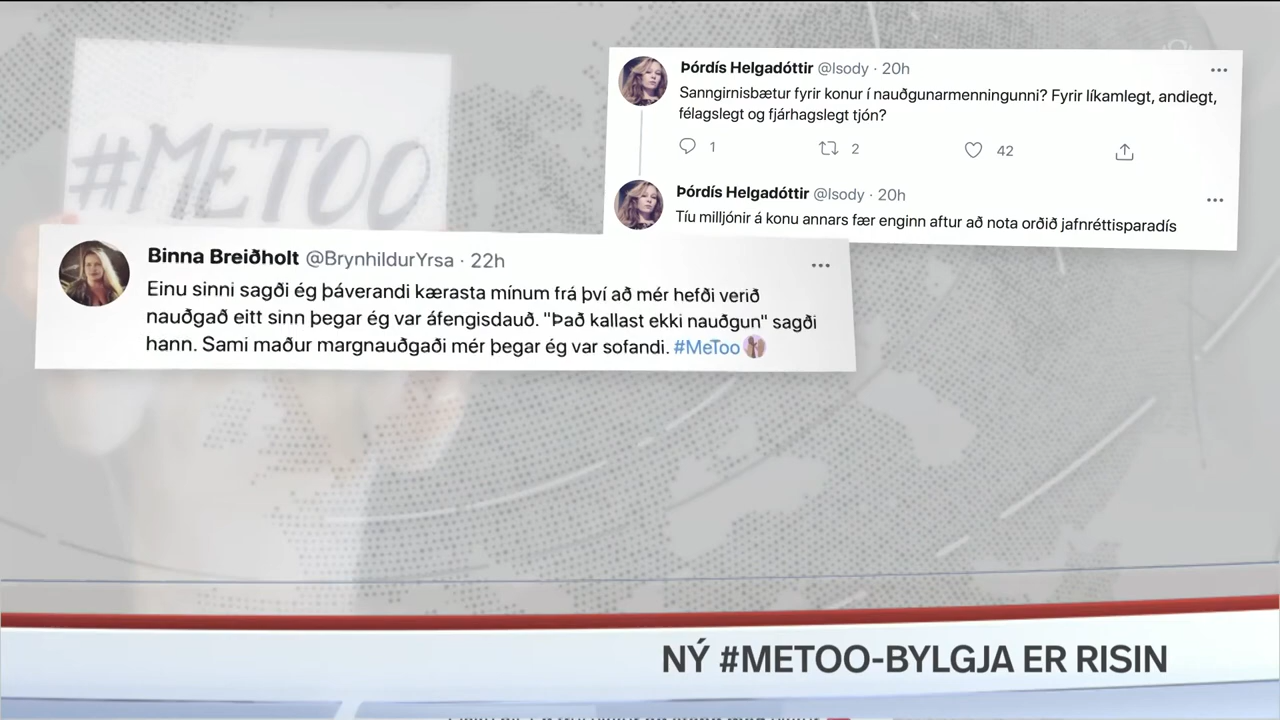 #METOO
Þórdís Helgadóttir @lsody · 20h
Sanngirnisbætur fyrir konur í nauðgunarmenningunni? Fyrir líkamlegt, andlegt,
félagslegt og fjárhagslegt tjón?
1 2 42
Þórdís Helgadóttir @lsody · 20h
Tíu milljónir á konu annars fær enginn aftur að nota orðið jafnréttisparadís
Binna Breiðholt @BrynhildurYrsa · 22h
Einu sinni sagði ég þáverandi kærasta mínum frá því að mér hefði verið
nauðgað eitt sinn þegar ég var áfengisdauð. "Það kallast ekki nauðgun" sagði
hann. Sami maður margnauðgaði mér þegar ég var sofandi. #MeToo
NÝ #METOO-BYLGJA ER RISIN